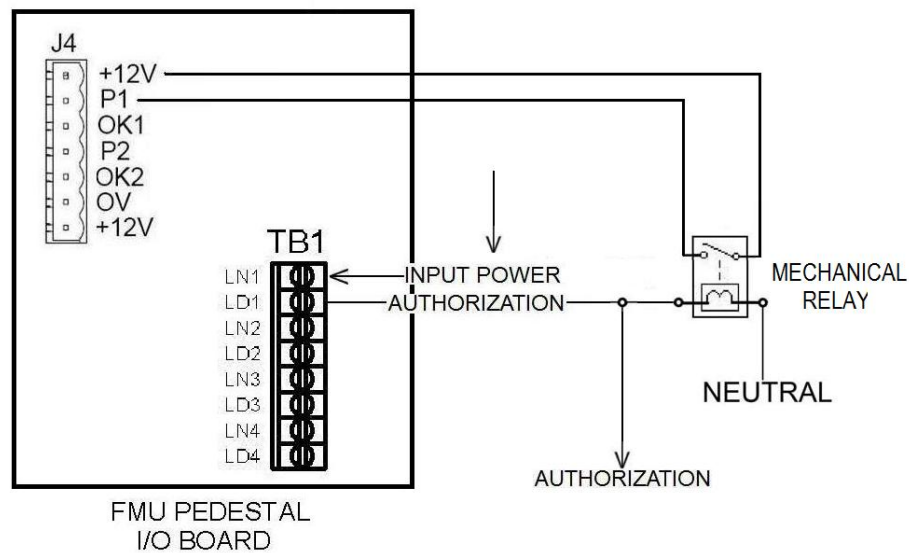 J4
+12V
P1
OK1
P2
OK2
OV
+12V
TB1
LN1
LD1
LN2
LD2
LN3
LD3
LN4
LD4
INPUT POWER
AUTHORIZATION
MECHANICAL
RELAY
NEUTRAL
AUTHORIZATION
FMU PEDESTAL
I/O BOARD